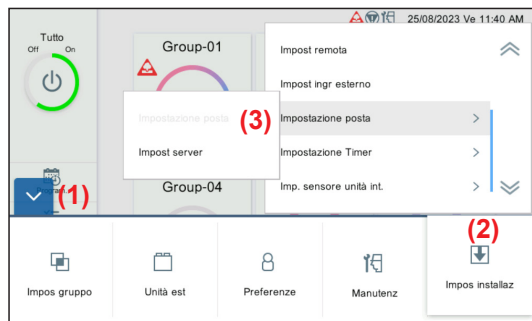 25/08/2023 Ve 11:40 AM
Tutto
Off On
Group-01
Impost remota
Impost ingr esterno
Impostazione posta
(3)
Impostazione posta
Impost server
Impostazione Timer
(1)
Group-04
Imp. sensore unità int.
(2)
Impos gruppo
Unità est
Preferenze
Manutenz
Impos installaz